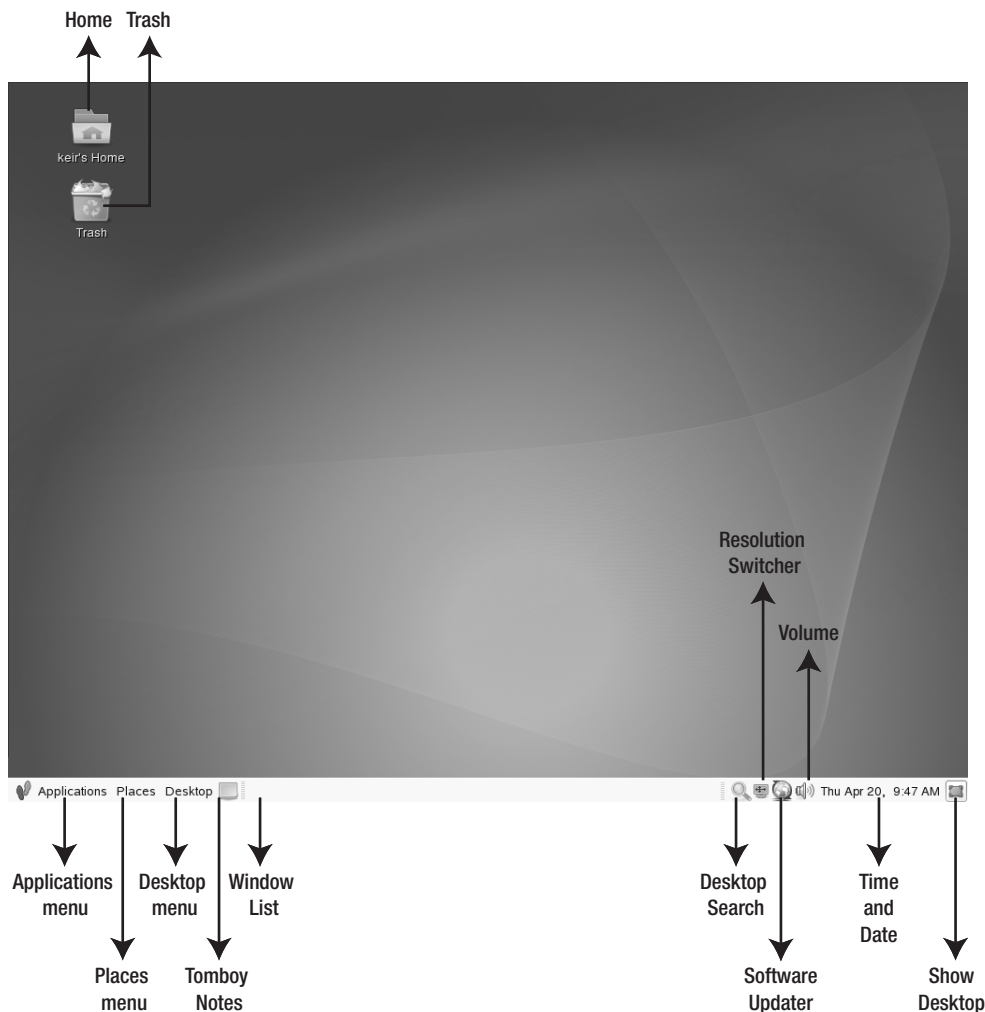 Home Trash
keir's Home
Trash
Resolution
Switcher
Volume
Applications Places Desktop Thu Apr 20, 9:47 AM
Applications
menu
Desktop
menu
Window
List
Desktop
Search
Time
and
Date
Places
menu
Tomboy
Notes
Software
Updater
Show
Desktop